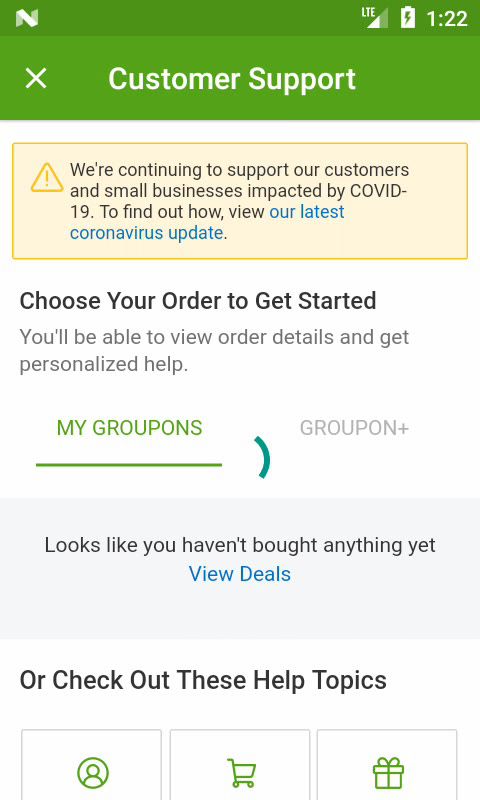 LTE 1:22
Customer Support
We're continuing to support our customers
and small businesses impacted by COVID-
19. To find out how, view our latest
coronavirus update.
Choose Your Order to Get Started
You'll be able to view order details and get
personalized help.
MY GROUPONS GROUPON+
Looks like you haven't bought anything yet
View Deals
Or Check Out These Help Topics